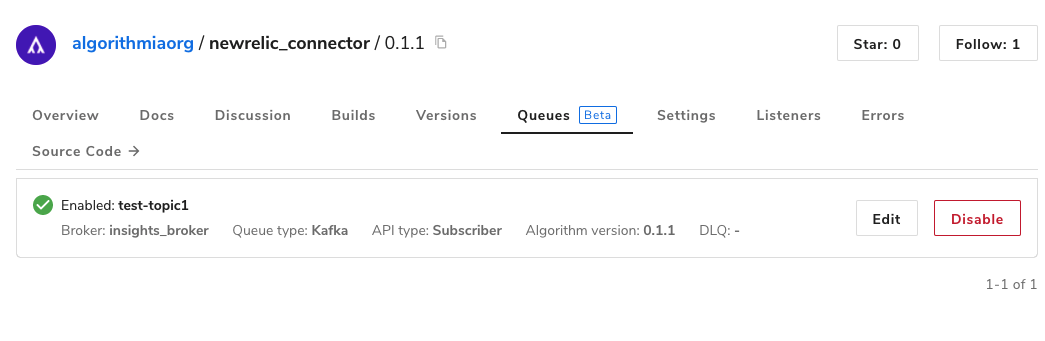 algorithmiaorg / newrelic_connector / 0.1.1
Star: 0
Follow: 1
Overview Docs Discussion Builds Versions Queues Beta Settings Listeners Errors
Source Code →
Enabled: test-topic1
Broker: insights_broker Queue type: Kafka API type: Subscriber Algorithm version: 0.1.1 DLQ: -
Edit
Disable
1-1 of 1